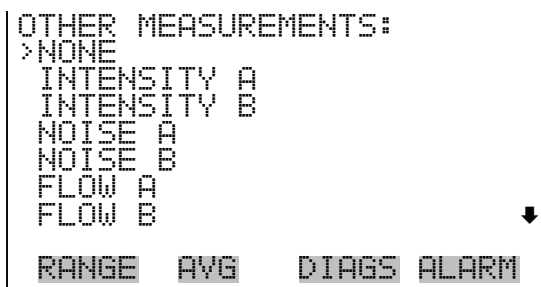 OTHER MEASUREMENTS:
>NONE
INTENSITY A
INTENSITY B
NOISE A
NOISE B
FLOW A
FLOW B
RANGE AVG DIAGS ALARM